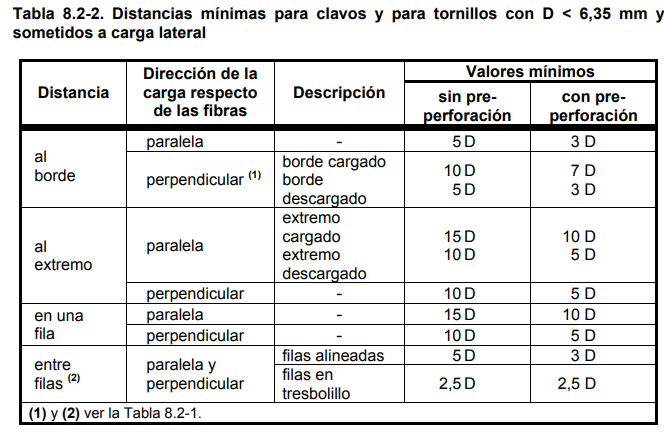 Tabla 8.2-2. Distancias mínimas para clavos y para tornillos con D < 6,35 mm y
sometidos a carga lateral
Distancia
Dirección de la
carga respecto
de las fibras
Descripción
Valores mínimos
sin pre-
perforación
con pre-
perforación
al
borde
paralela
-
5 D
3 D
perpendicular (1)
borde cargado
borde
descargado
10 D
5 D
7 D
3 D
al
extremo
paralela
extremo
cargado
extremo
descargado
15 D
10 D
10 D
5 D
perpendicular
-
10 D
5 D
en una
fila
paralela
-
15 D
10 D
perpendicular
-
10 D
5 D
entre
filas (2)
paralela y
perpendicular
filas alineadas
5 D
3 D
filas en
tresbolillo
2,5 D
2,5 D
(1) y (2) ver la Tabla 8.2-1.